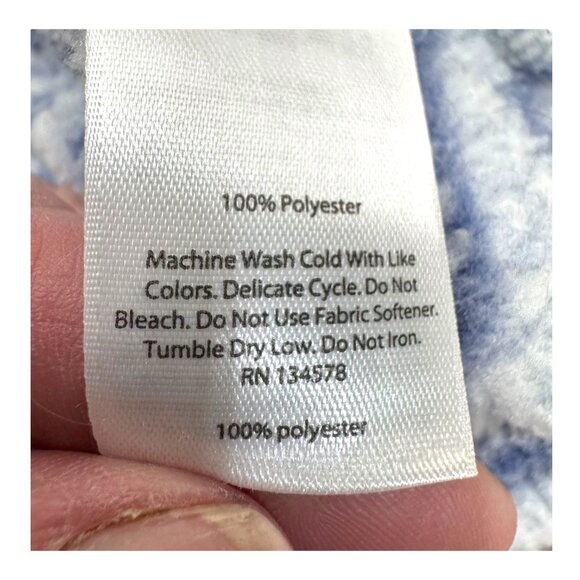 100% Polyester
Machine Wash Cold With Like
Colors. Delicate Cycle. Do Not
Bleach. Do Not Use Fabric Softener.
Tumble Dry Low. Do Not Iron.
RN 134578
100% polyester